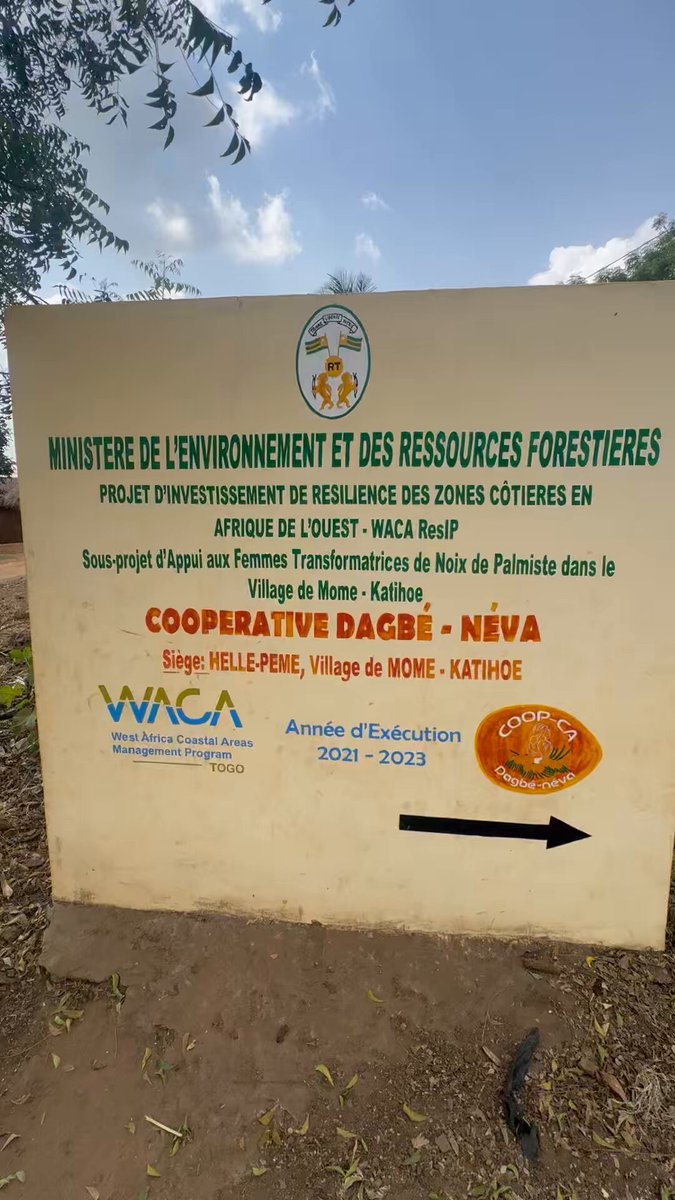 RT
MINISTERE DE L'ENVIRONNEMENT ET DES RESSOURCES FORESTIERES
PROJET D'INVESTISSEMENT DE RESILIENCE DES ZONES CÔTIERES EN
AFRIQUE DE L'OUEST - WACA ResIP
Sous-projet d'Appui aux Femmes Transformatrices de Noix de Palmiste dans le
Village de Mome - Katihoe
COOPERATIVE DAGBÉ - NÉVA
Siège: HELLE-PEME, Village de MOME - KATIHOE
WACA
West Africa Coastal Areas
Management Program
TOGO
Année d'Exécution
2021 - 2023
COOP-CA
Dagbé-néva